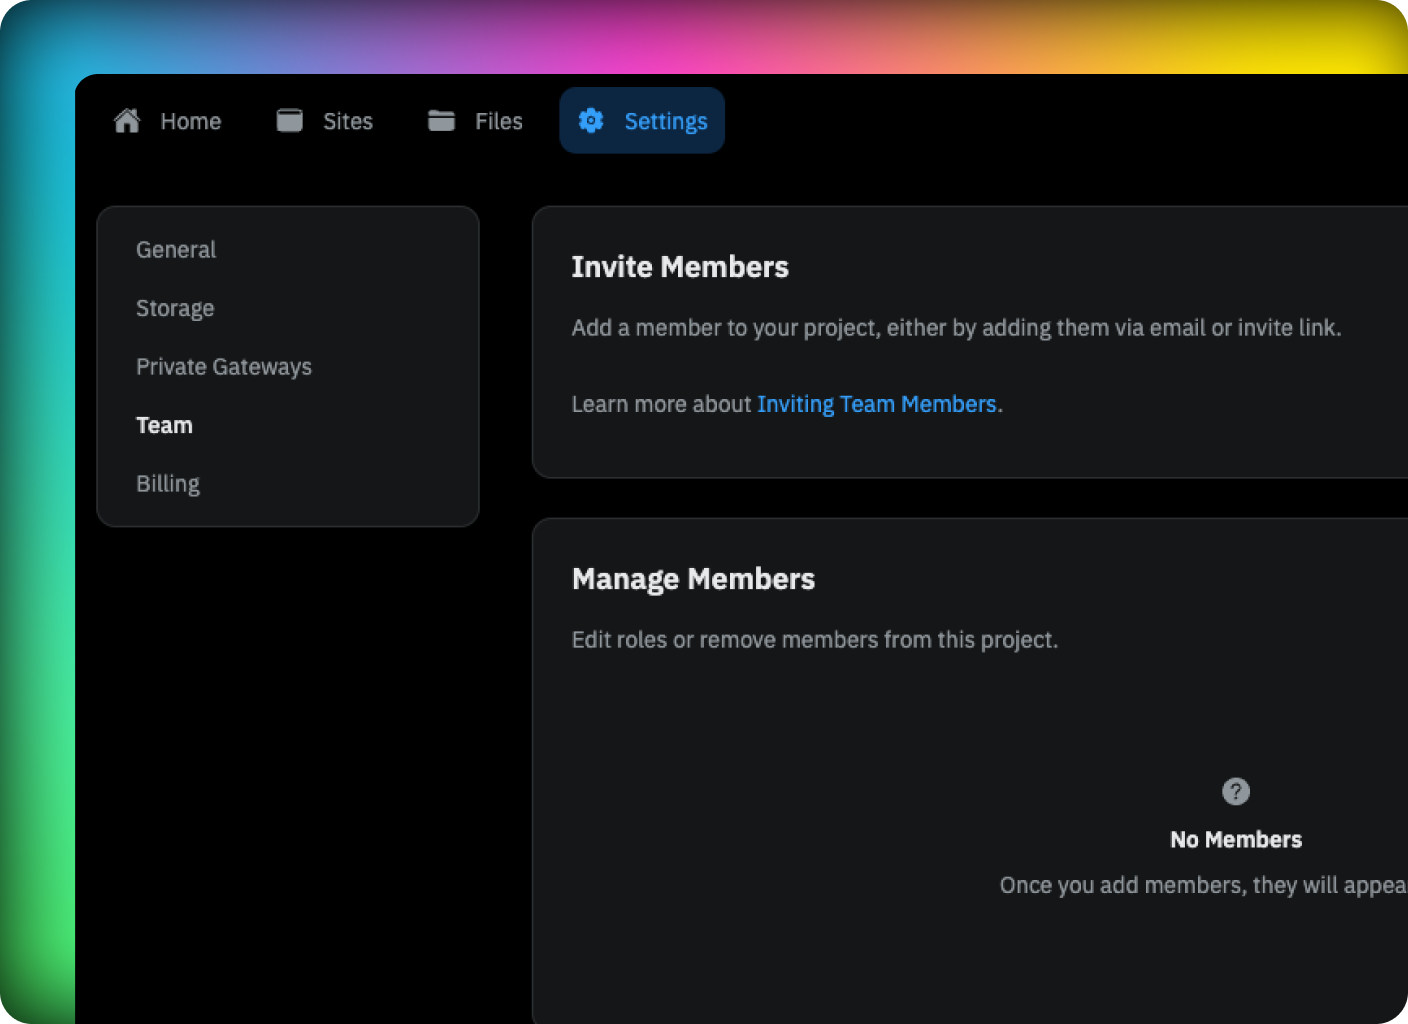 Home Sites Files Settings
General
Storage
Private Gateways
Team
Billing
Invite Members
Add a member to your project, either by adding them via email or invite link.
Learn more about Inviting Team Members.
Manage Members
Edit roles or remove members from this project.
?
No Members
Once you add members, they will appea